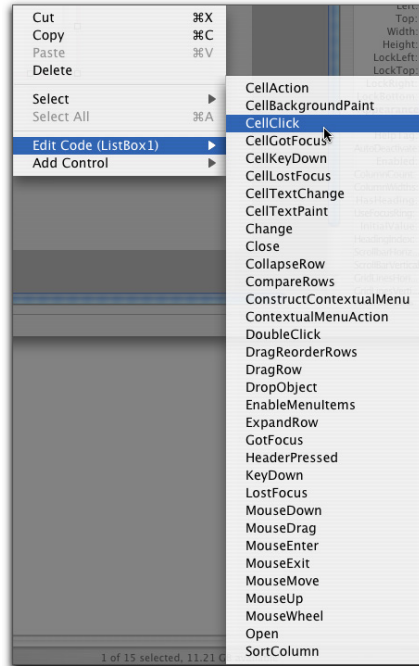 Cut ⌘X
Copy ⌘C
Paste ⌘V
Delete
Select
Select All ⌘A
Edit Code (ListBox1)
Add Control
Left:
Top:
Width:
Height:
LockLeft:
LockTop:
CellAction
CellBackgroundPaint
CellClick
CellGotFocus
CellKeyDown
CellLostFocus
CellTextChange
CellTextPaint
Change
Close
CollapseRow
CompareRows
ConstructContextualMenu
ContextualMenuAction
DoubleClick
DragReorderRows
DragRow
DropObject
EnableMenuItems
ExpandRow
GotFocus
HeaderPressed
KeyDown
LostFocus
MouseDown
MouseDrag
MouseEnter
MouseExit
MouseMove
MouseUp
MouseWheel
Open
SortColumn
1 of 15 selected, 11.21 G